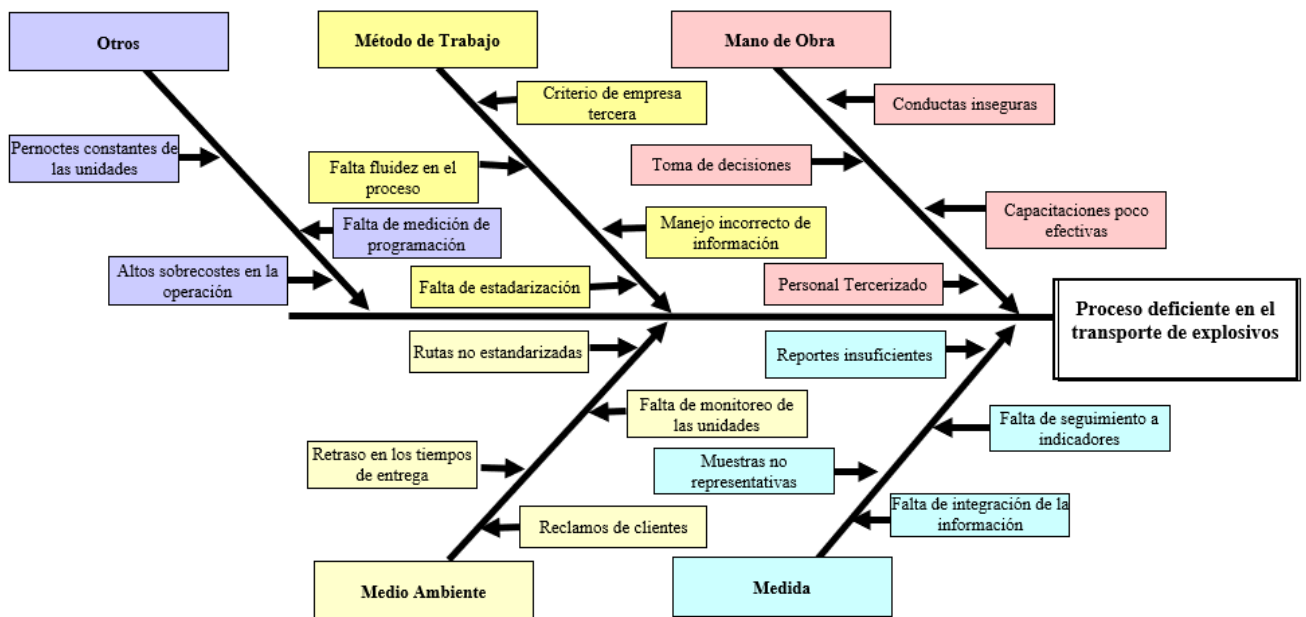 Otros
Método de Trabajo
Mano de Obra
Criterio de empresa
tercera
Conductas inseguras
Pernoctes constantes de
las unidades
Falta fluidez en el
proceso
Toma de decisiones
Falta de medición de
programación
Manejo incorrecto de
información
Capacitaciones poco
efectivas
Altos sobrecostes en la
operación
Falta de estadarización
Personal Tercerizado
Proceso deficiente en el
transporte de explosivos
Rutas no estandarizadas
Reportes insuficientes
Falta de monitoreo de
las unidades
Falta de seguimiento a
indicadores
Retraso en los tiempos
de entrega
Muestras no
representativas
Reclamos de clientes
Falta de integración de la
información
Medio Ambiente
Medida